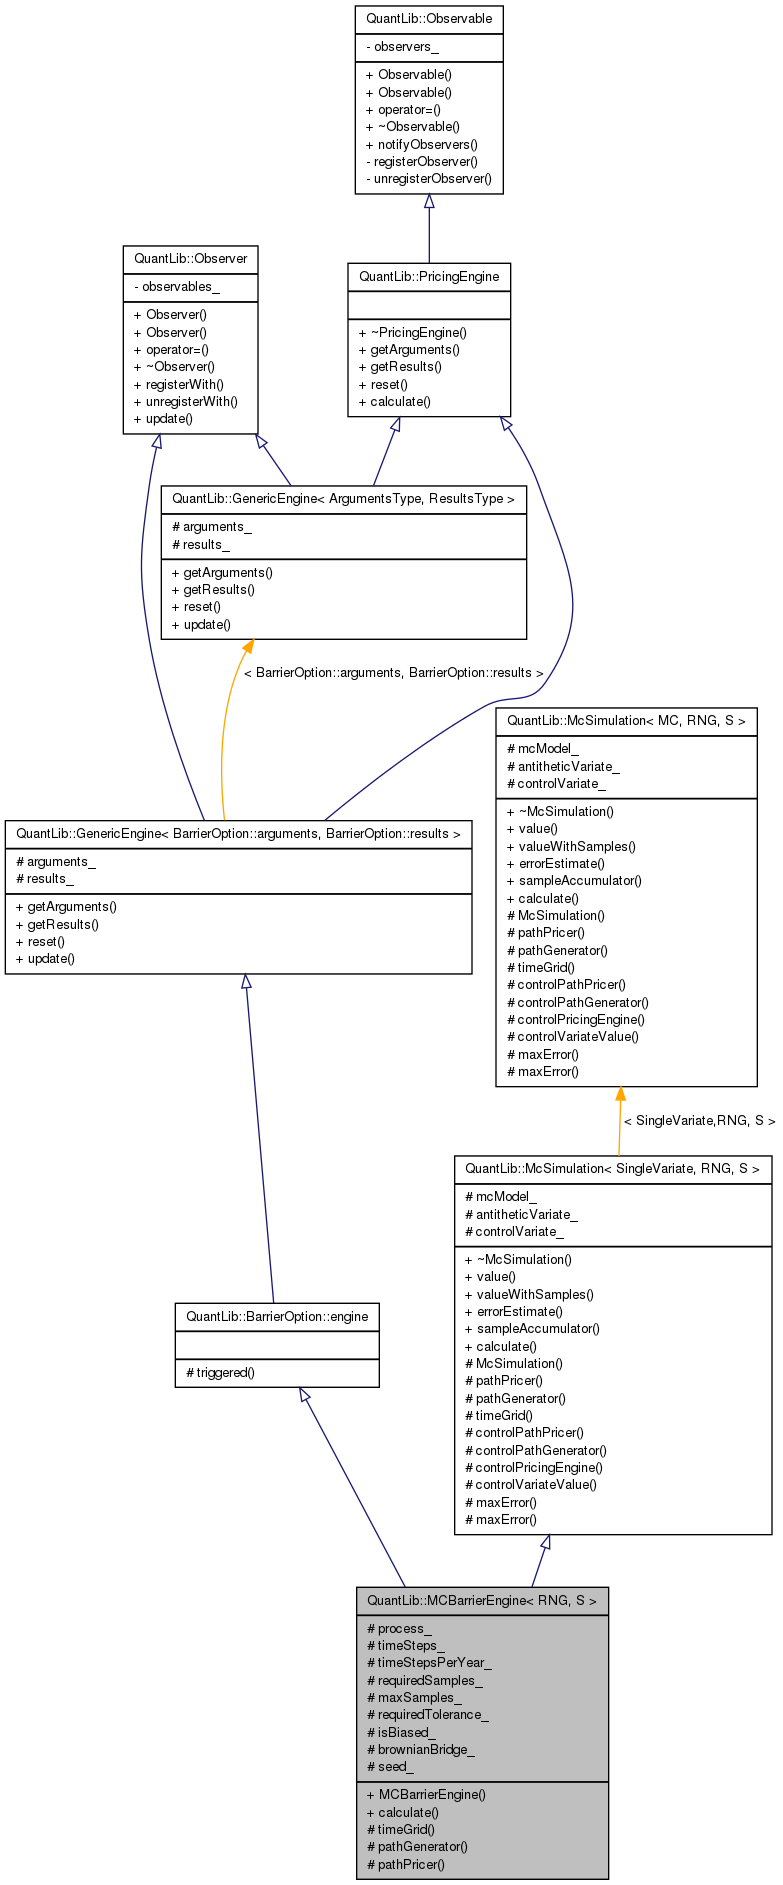 QuantLib::Observable
- observers_
+ Observable()
+ Observable()
+ operator=()
+ ~Observable()
+ notifyObservers()
- registerObserver()
- unregisterObserver()
QuantLib::Observer
- observables_
+ Observer()
+ Observer()
+ operator=()
+ ~Observer()
+ registerWith()
+ unregisterWith()
+ update()
QuantLib::PricingEngine
+ ~PricingEngine()
+ getArguments()
+ getResults()
+ reset()
+ calculate()
QuantLib::GenericEngine< ArgumentsType, ResultsType >
# arguments_
# results_
+ getArguments()
+ getResults()
+ reset()
+ update()
< BarrierOption::arguments, BarrierOption::results >
QuantLib::McSimulation< MC, RNG, S >
# mcModel_
# antitheticVariate_
# controlVariate_
+ ~McSimulation()
+ value()
+ valueWithSamples()
+ errorEstimate()
+ sampleAccumulator()
+ calculate()
# McSimulation()
# pathPricer()
# pathGenerator()
# timeGrid()
# controlPathPricer()
# controlPathGenerator()
# controlPricingEngine()
# controlVariateValue()
# maxError()
# maxError()
QuantLib::GenericEngine< BarrierOption::arguments, BarrierOption::results >
# arguments_
# results_
+ getArguments()
+ getResults()
+ reset()
+ update()
< SingleVariate,RNG, S >
QuantLib::McSimulation< SingleVariate, RNG, S >
# mcModel_
# antitheticVariate_
# controlVariate_
+ ~McSimulation()
+ value()
+ valueWithSamples()
+ errorEstimate()
+ sampleAccumulator()
+ calculate()
# McSimulation()
# pathPricer()
# pathGenerator()
# timeGrid()
# controlPathPricer()
# controlPathGenerator()
# controlPricingEngine()
# controlVariateValue()
# maxError()
# maxError()
QuantLib::BarrierOption::engine
# triggered()
QuantLib::MCBarrierEngine< RNG, S >
# process_
# timeSteps_
# timeStepsPerYear_
# requiredSamples_
# maxSamples_
# requiredTolerance_
# isBiased_
# brownianBridge_
# seed_
+ MCBarrierEngine()
+ calculate()
# timeGrid()
# pathGenerator()
# pathPricer()